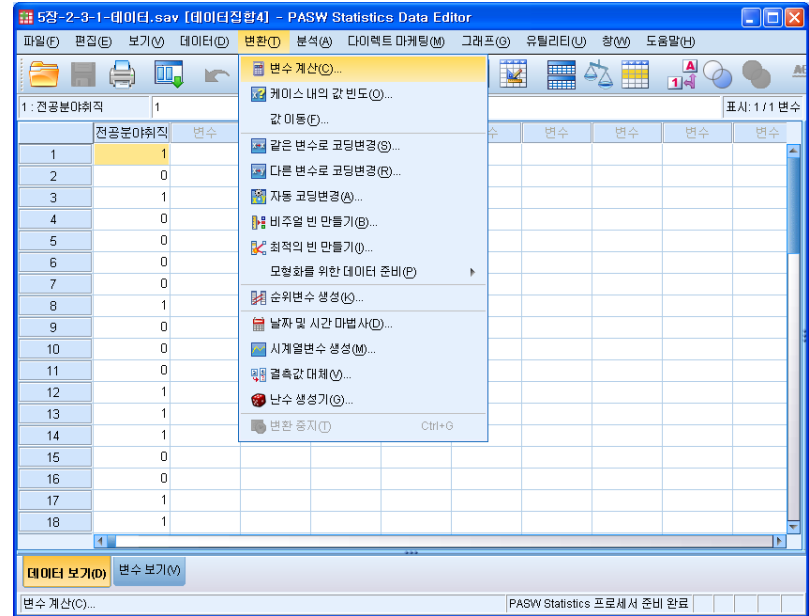 5장-2-3-1-데이터.sav [데이터집합4] - PASW Statistics Data Editor
파일(F) 편집(E) 보기(V) 데이터(D) 변환(T) 분석(A) 다이렉트 마케팅(M) 그래프(G) 유틸리티(U) 창(W) 도움말(H)
1 : 전공분야취직 1 표시: 1 / 1 변수
전공분야취직 변수 변수 변수 변수 변수
변수 계산(C)...
케이스 내의 값 빈도(O)...
값 이동(F)...
같은 변수로 코딩변경(S)...
다른 변수로 코딩변경(R)...
자동 코딩변경(A)...
비주얼 빈 만들기(B)...
최적의 빈 만들기(I)...
모형화를 위한 데이터 준비(P)
순위변수 생성(K)...
날짜 및 시간 마법사(D)...
시계열변수 생성(M)...
결측값 대체(V)...
난수 생성기(G)...
변환 중지(T) Ctrl+G
1 1
2 0
3 1
4 0
5 0
6 0
7 0
8 1
9 0
10 0
11 0
12 1
13 1
14 1
15 0
16 0
17 1
18 1
데이터 보기(D) 변수 보기(V)
변수 계산(C)... PASW Statistics 프로세서 준비 완료